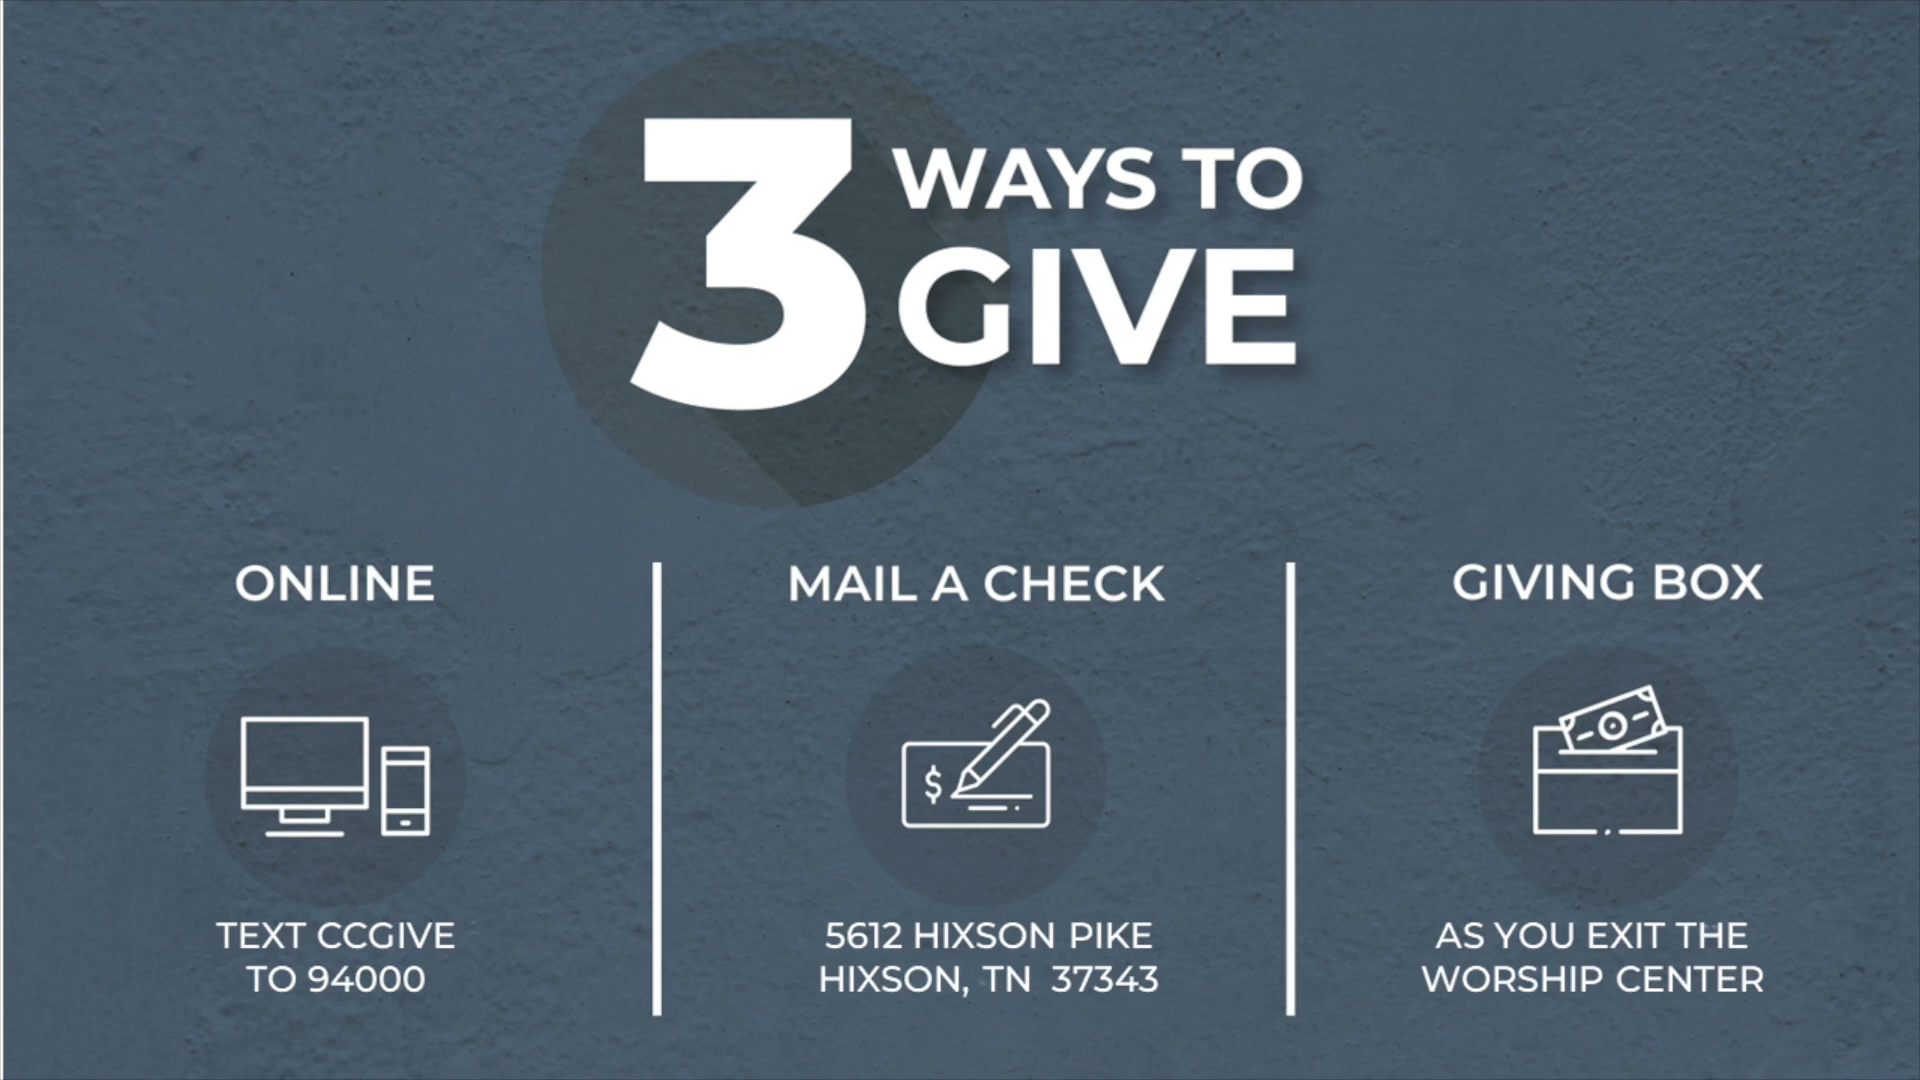 3 WAYS TO
GIVE
ONLINE
TEXT CCGIVE
TO 94000
MAIL A CHECK
$
5612 HIXSON PIKE
HIXSON, TN 37343
GIVING BOX
AS YOU EXIT THE
WORSHIP CENTER